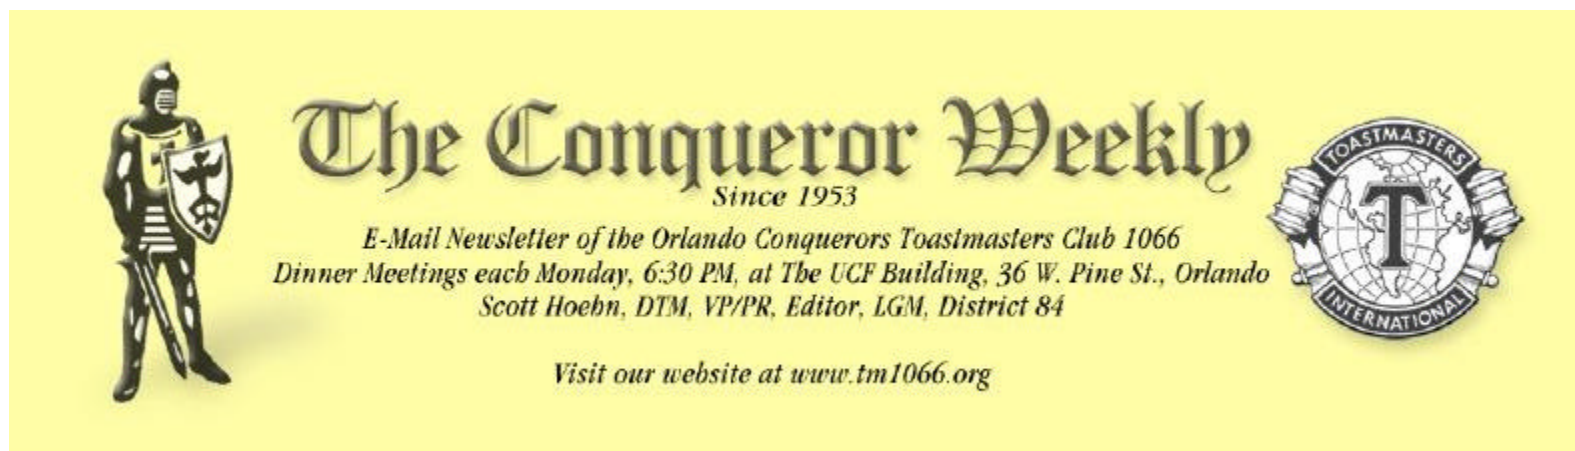 The Conqueror Weekly
Since 1953
E-Mail Newsletter of the Orlando Conquerors Toastmasters Club 1066
Dinner Meetings each Monday, 6:30 PM, at The UCF Building, 36 W. Pine St., Orlando
Scott Hoehn, DTM, VP/PR, Editor, LGM, District 84
Visit our website at www.tm1066.org
TOASTMASTERS
T
INTERNATIONAL